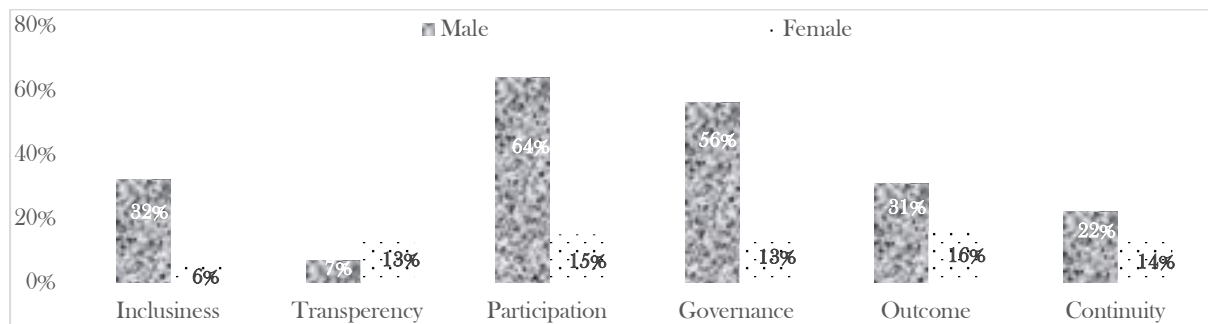 80%
Male Female
60%
40%
20%
0%
32% 6% 7% 13% 64% 15% 56% 13% 31% 16% 22% 14%
Inclusiness Transperency Participation Governance Outcome Continuity